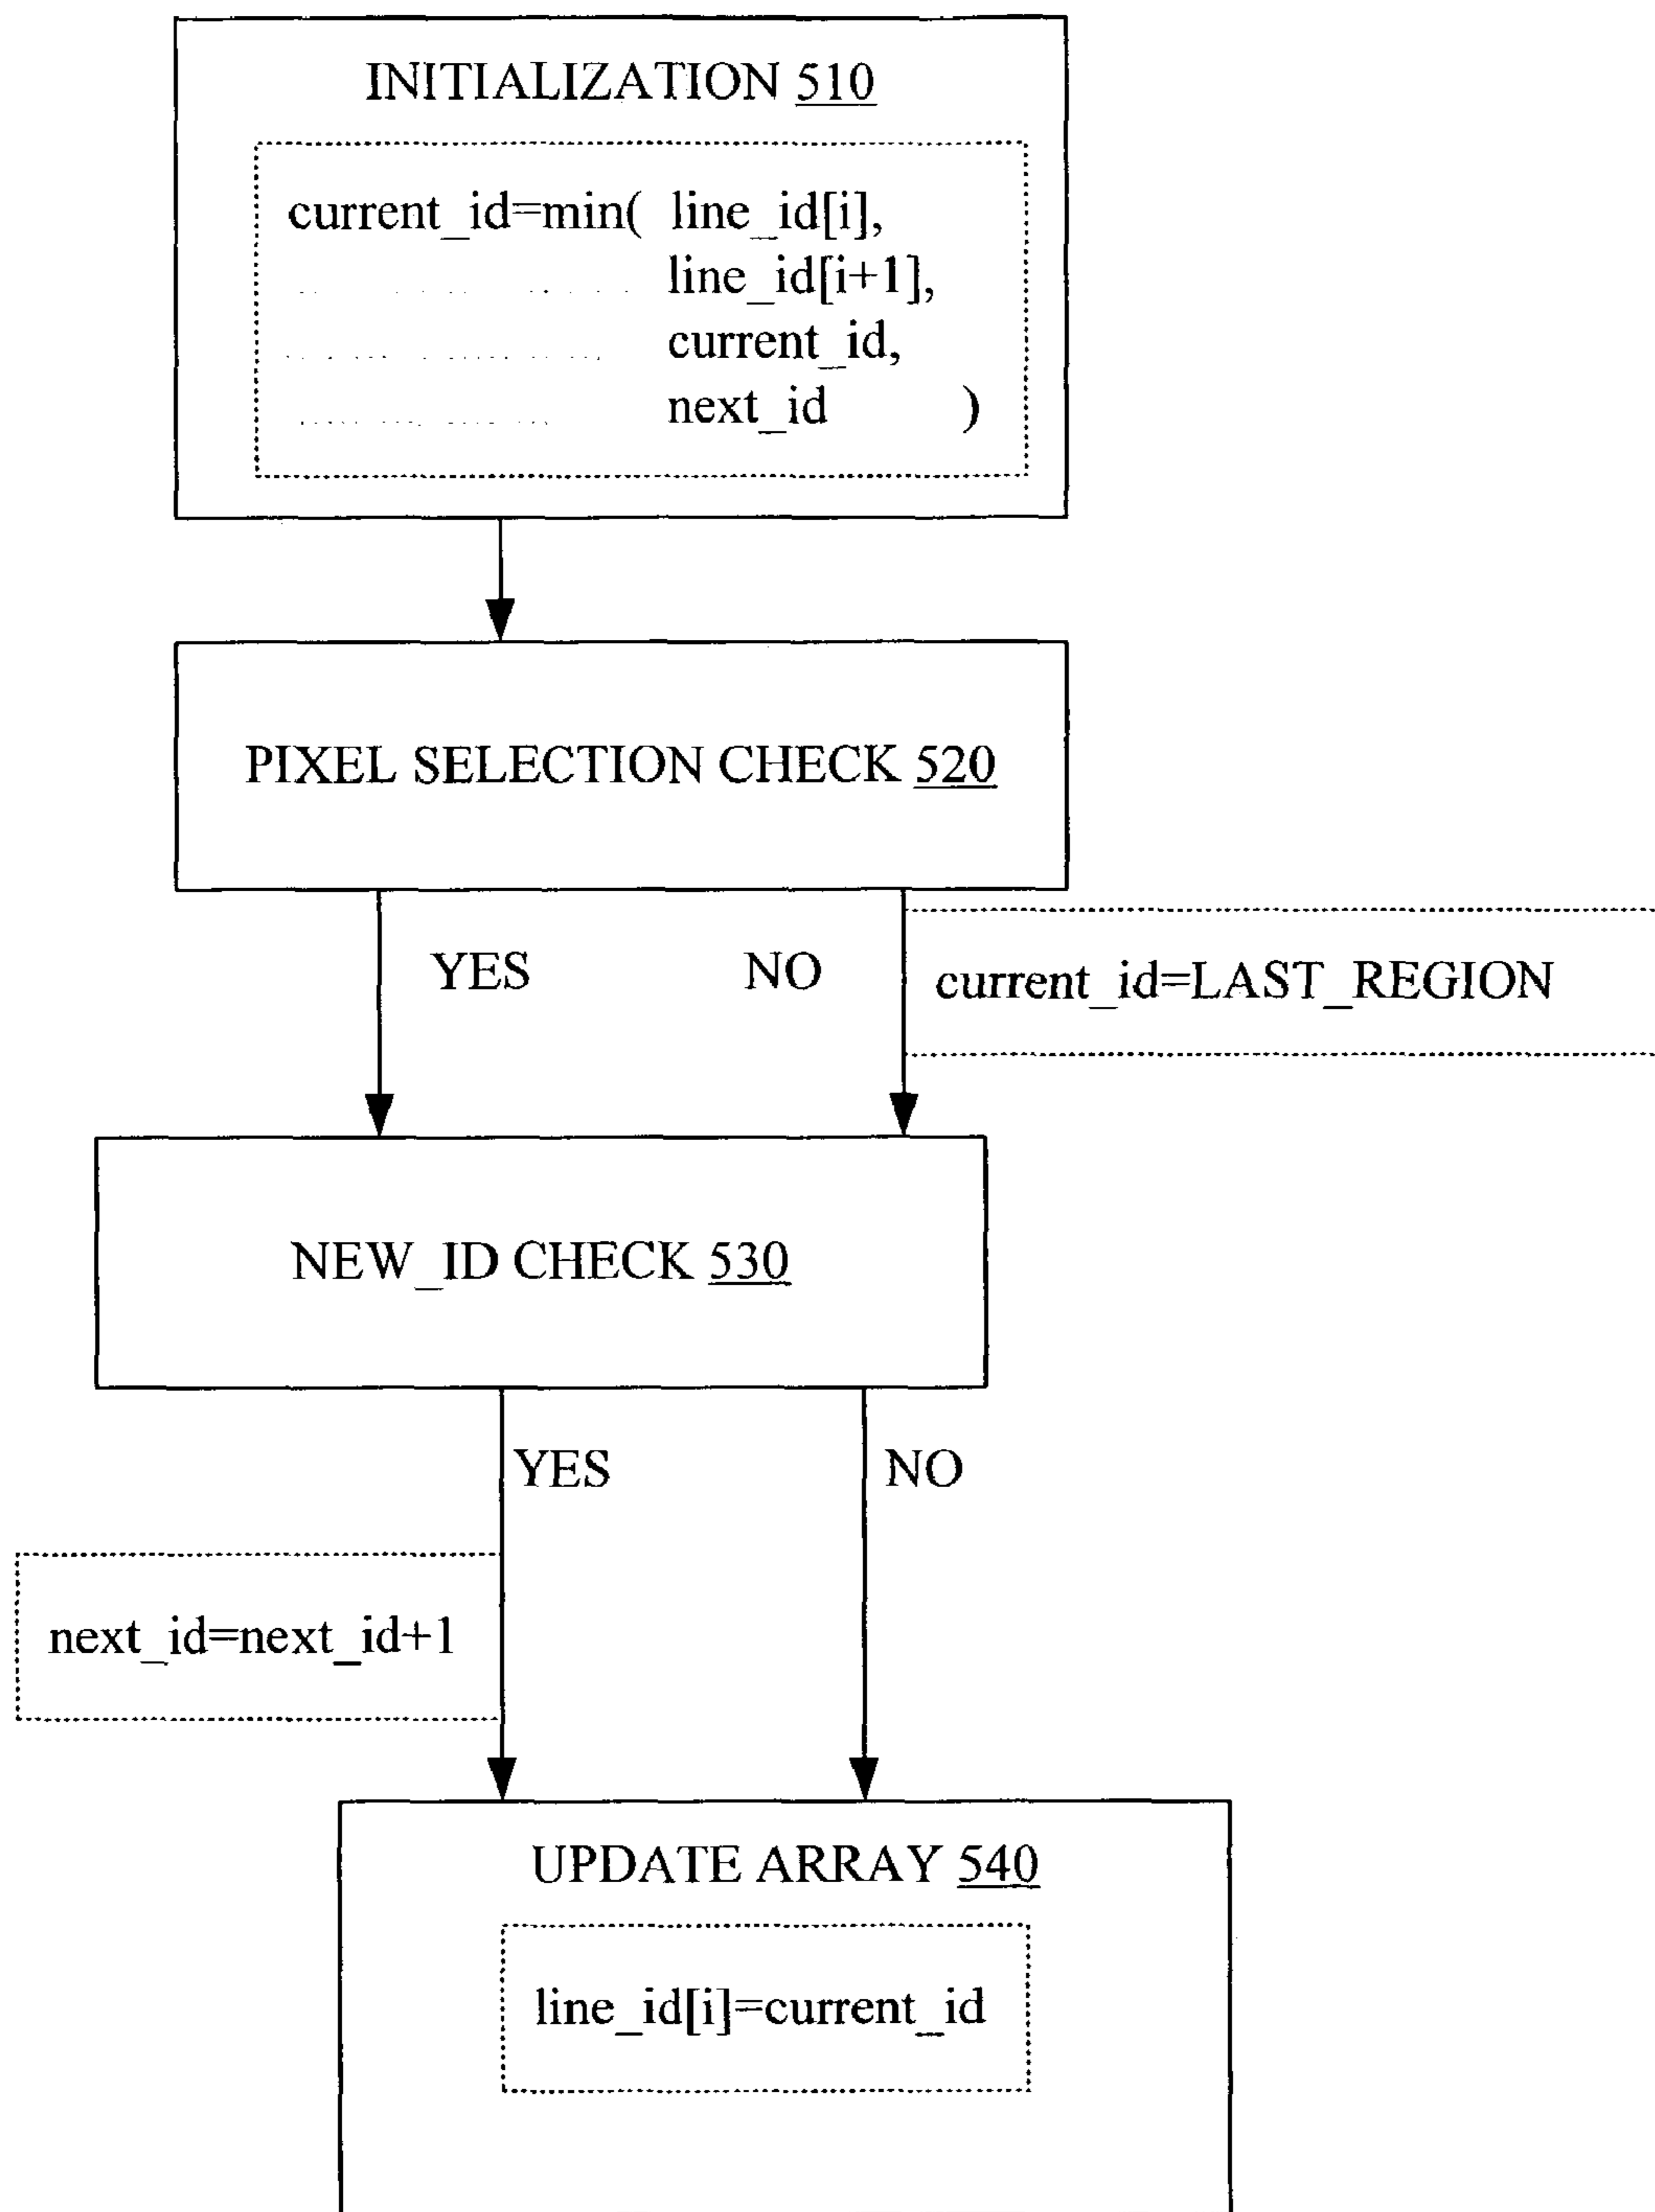 INITIALIZATION 510
current_id=min( line_id[i],
line_id[i+1],
current_id,
next_id )
PIXEL SELECTION CHECK 520
YES NO
current_id=LAST_REGION
NEW_ID CHECK 530
YES NO
next_id=next_id+1
UPDATE ARRAY 540
line_id[i]=current_id